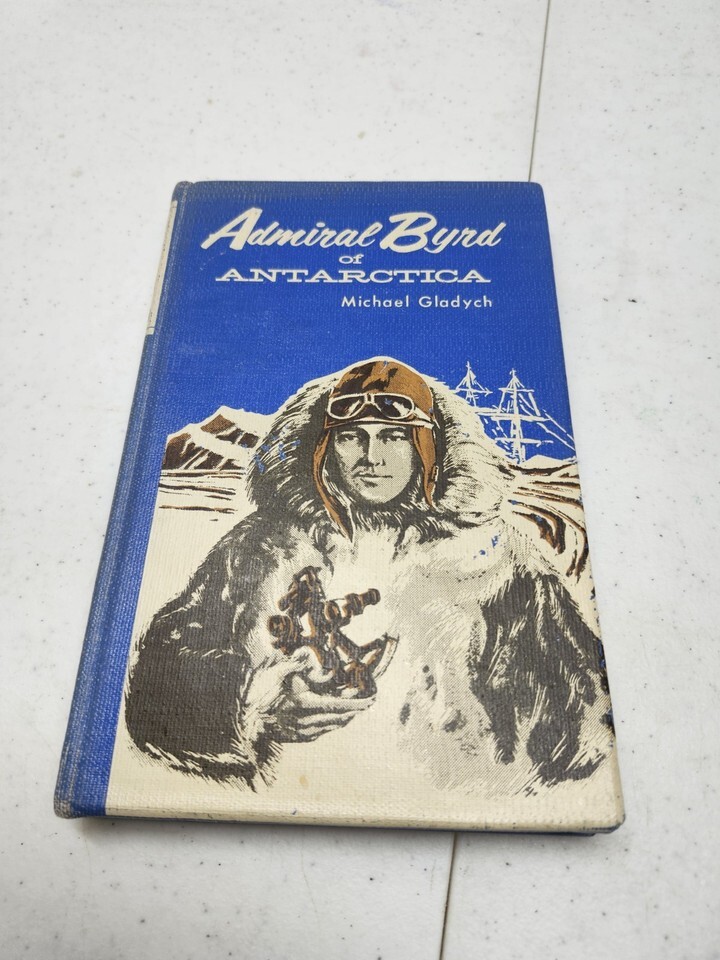 Admiral Byrd
of
ANTARCTICA
Michael Gladych